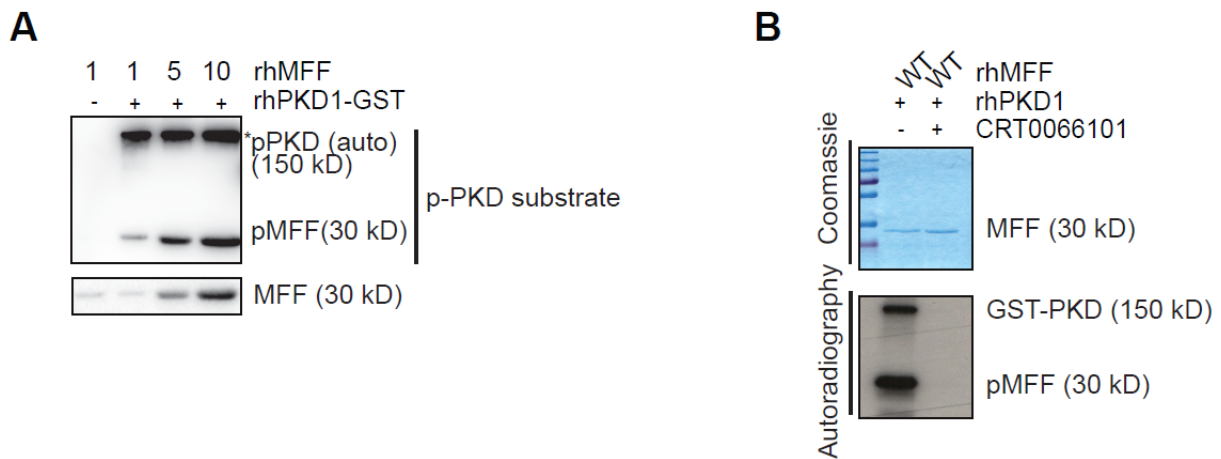 A
1 1 5 10 rhMFF
- + + + rhPKD1-GST
*pPKD (auto)
(150 kD)
pMFF(30 kD)
p-PKD substrate
MFF (30 kD)
B
WT WT rhMFF
+ + rhPKD1
- + CRT0066101
Coomassie
MFF (30 kD)
Autoradiography
GST-PKD (150 kD)
pMFF (30 kD)